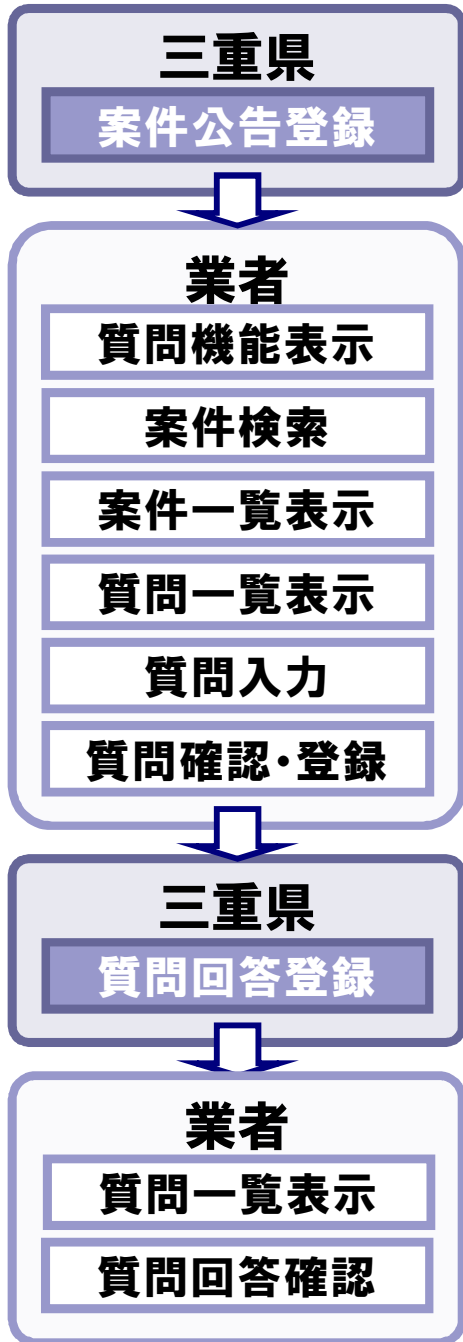 三重県
案件公告登録
業者
質問機能表示
案件検索
案件一覧表示
質問一覧表示
質問入力
質問確認・登録
三重県
質問回答登録
業者
質問一覧表示
質問回答確認